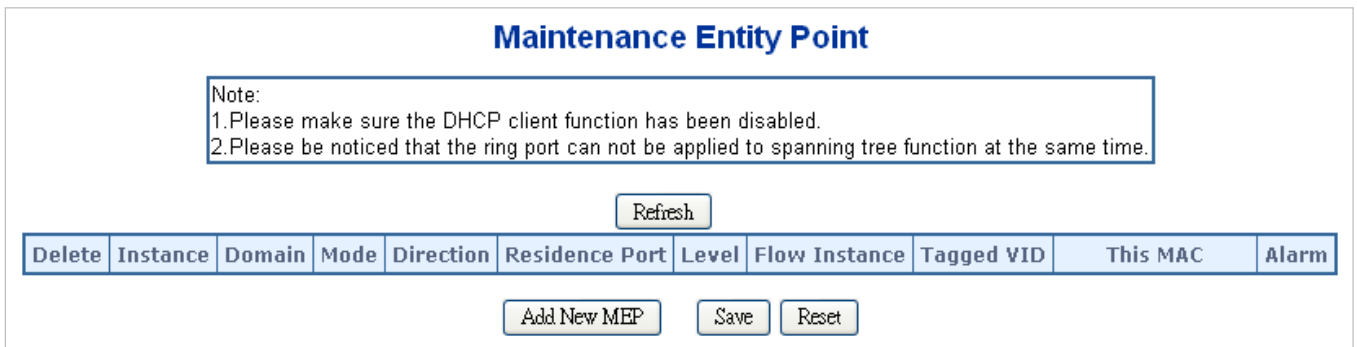 Maintenance Entity Point
Note:
1.Please make sure the DHCP client function has been disabled.
2.Please be noticed that the ring port can not be applied to spanning tree function at the same time.
Refresh
Delete Instance Domain Mode Direction Residence Port Level Flow Instance Tagged VID This MAC Alarm
Add New MEP Save Reset